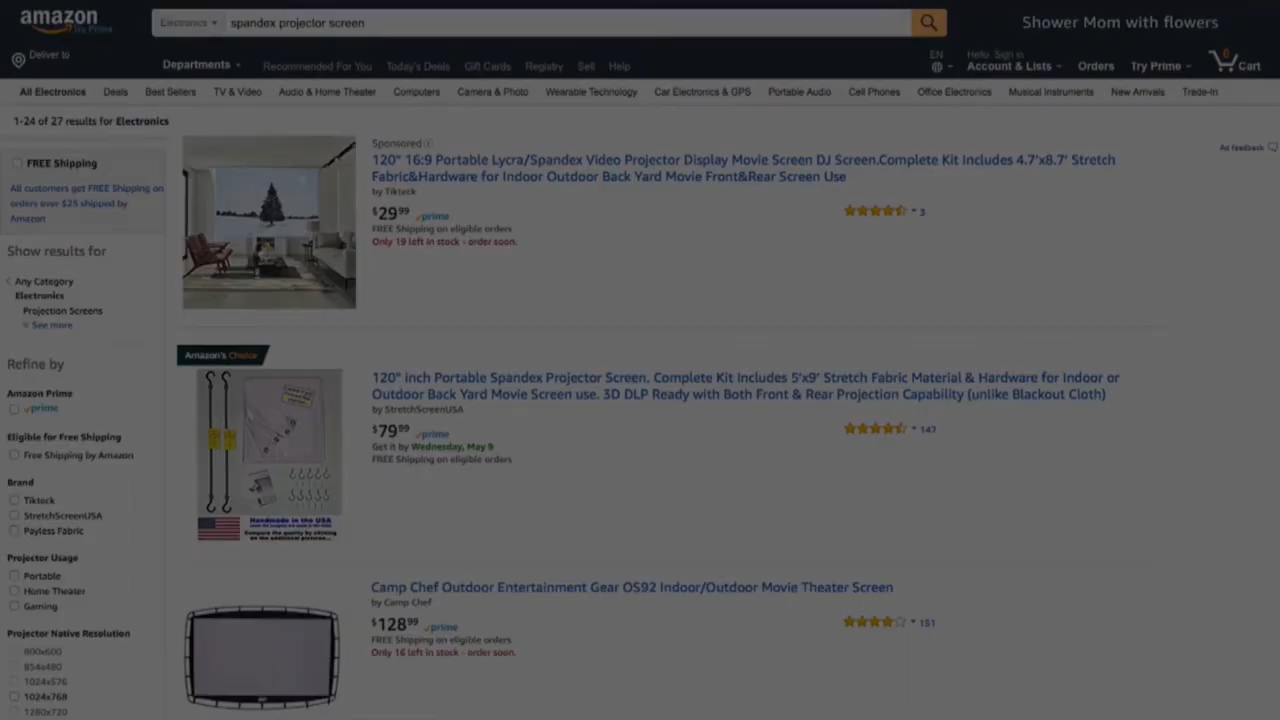 amazon
Try Prime
Electronics
spandex projector screen
Shower Mom with flowers
Deliver to
Departments
Recommended For You
Today's Deals
Gift Cards
Registry
Sell
Help
EN
Hello. Sign in
Account & Lists
Orders
Try Prime
0
Cart
All Electronics
Deals
Best Sellers
TV & Video
Audio & Home Theater
Computers
Camera & Photo
Wearable Technology
Car Electronics & GPS
Portable Audio
Cell Phones
Office Electronics
Musical Instruments
New Arrivals
Trade-In
1-24 of 27 results for Electronics
FREE Shipping
All customers get FREE Shipping on
orders over $25 shipped by
Amazon
Show results for
Any Category
Electronics
Projection Screens
See more
Refine by
Amazon Prime
prime
Eligible for Free Shipping
Free Shipping by Amazon
Brand
Tikteck
StretchScreenUSA
Payless Fabric
Projector Usage
Portable
Home Theater
Gaming
Projector Native Resolution
800x600
854x480
1024x576
1024x768
1280x720
Sponsored
Ad feedback
120" 16:9 Portable Lycra/Spandex Video Projector Display Movie Screen DJ Screen.Complete Kit Includes 4.7'x8.7' Stretch
Fabric&Hardware for Indoor Outdoor Back Yard Movie Front&Rear Screen Use
by Tikteck
$29 99 prime
3
FREE Shipping on eligible orders
Only 19 left in stock - order soon.
Amazon's Choice
120" inch Portable Spandex Projector Screen. Complete Kit Includes 5'x9' Stretch Fabric Material & Hardware for Indoor or
Outdoor Back Yard Movie Screen use. 3D DLP Ready with Both Front & Rear Projection Capability (unlike Blackout Cloth)
by StretchScreenUSA
$79 99 prime
147
Get it by Wednesday, May 9
FREE Shipping on eligible orders
Handmade in the USA
Compare the quality by clicking
on the additional pictures...
Camp Chef Outdoor Entertainment Gear OS92 Indoor/Outdoor Movie Theater Screen
by Camp Chef
$128 99 prime
151
FREE Shipping on eligible orders
Only 16 left in stock - order soon.